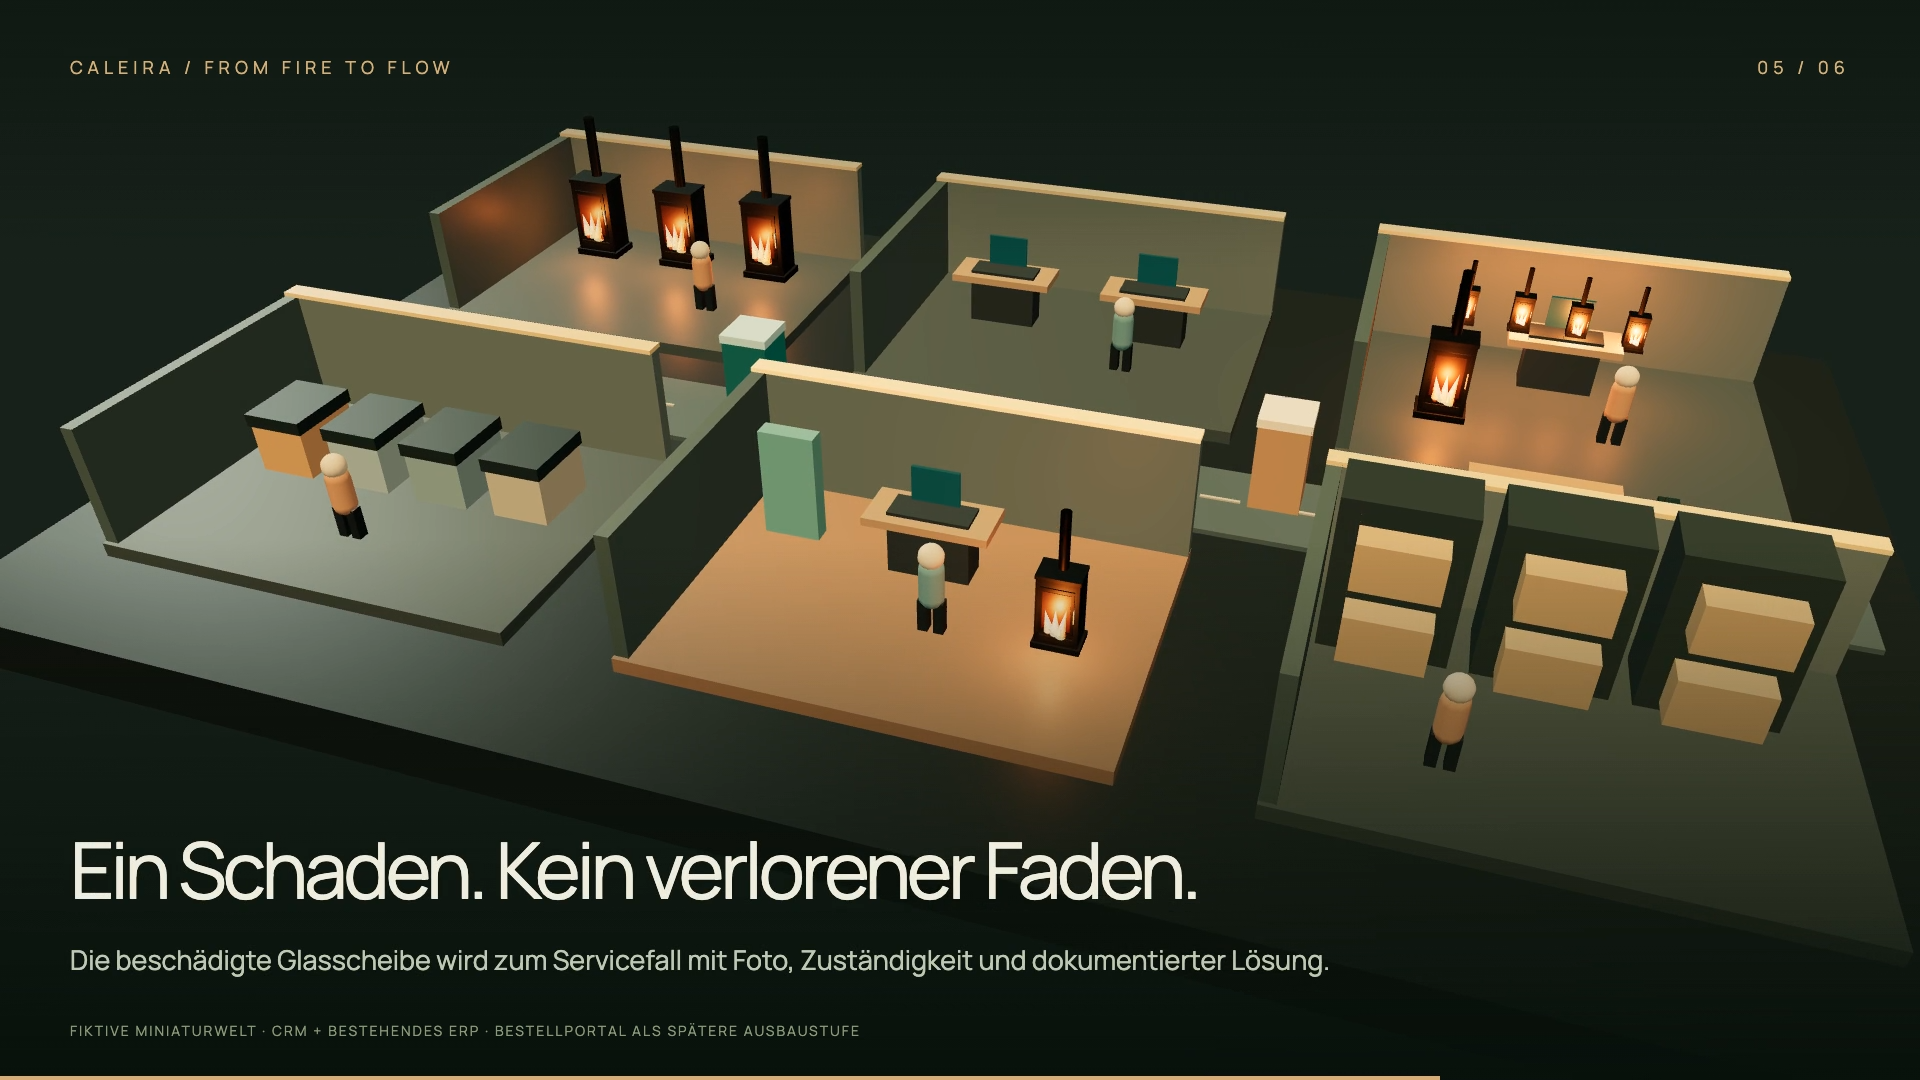 CALEIRA / FROM FIRE TO FLOW
05 / 06
Ein Schaden. Kein verlorener Faden.
Die beschädigte Glasscheibe wird zum Servicefall mit Foto, Zuständigkeit und dokumentierter Lösung.
FIKTIVE MINIATURWELT · CRM + BESTEHENDES ERP · BESTELLPORTAL ALS SPÄTERE AUSBAUSTUFE